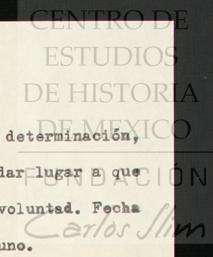 CENTRO DE
ESTUDIOS
DE HISTORIA
DE MEXICO
determinación,
dar lugar a que
FUNDACIÓN
voluntad. Fecha
Carlos Slim
uno.